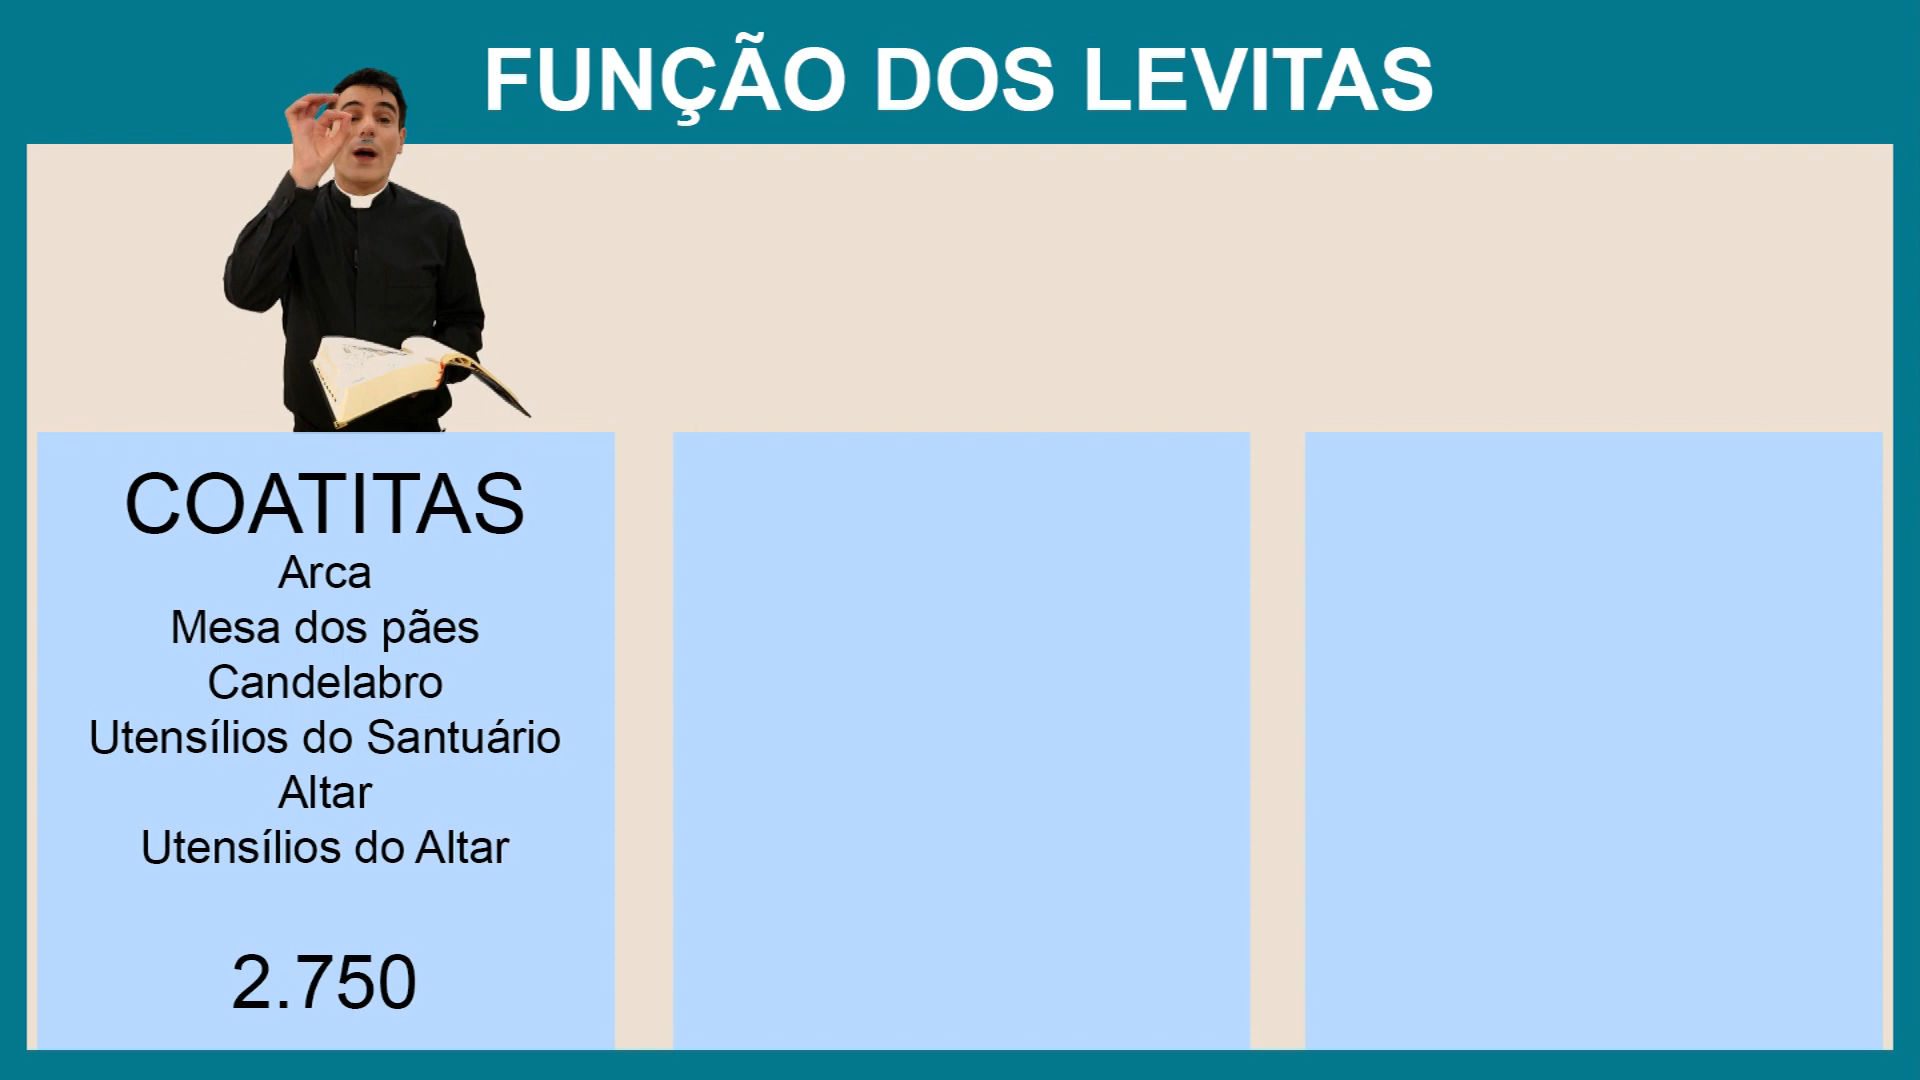 FUNÇÃO DOS LEVITAS
COATITAS
Arca
Mesa dos pães
Candelabro
Utensílios do Santuário
Altar
Utensílios do Altar
2.750